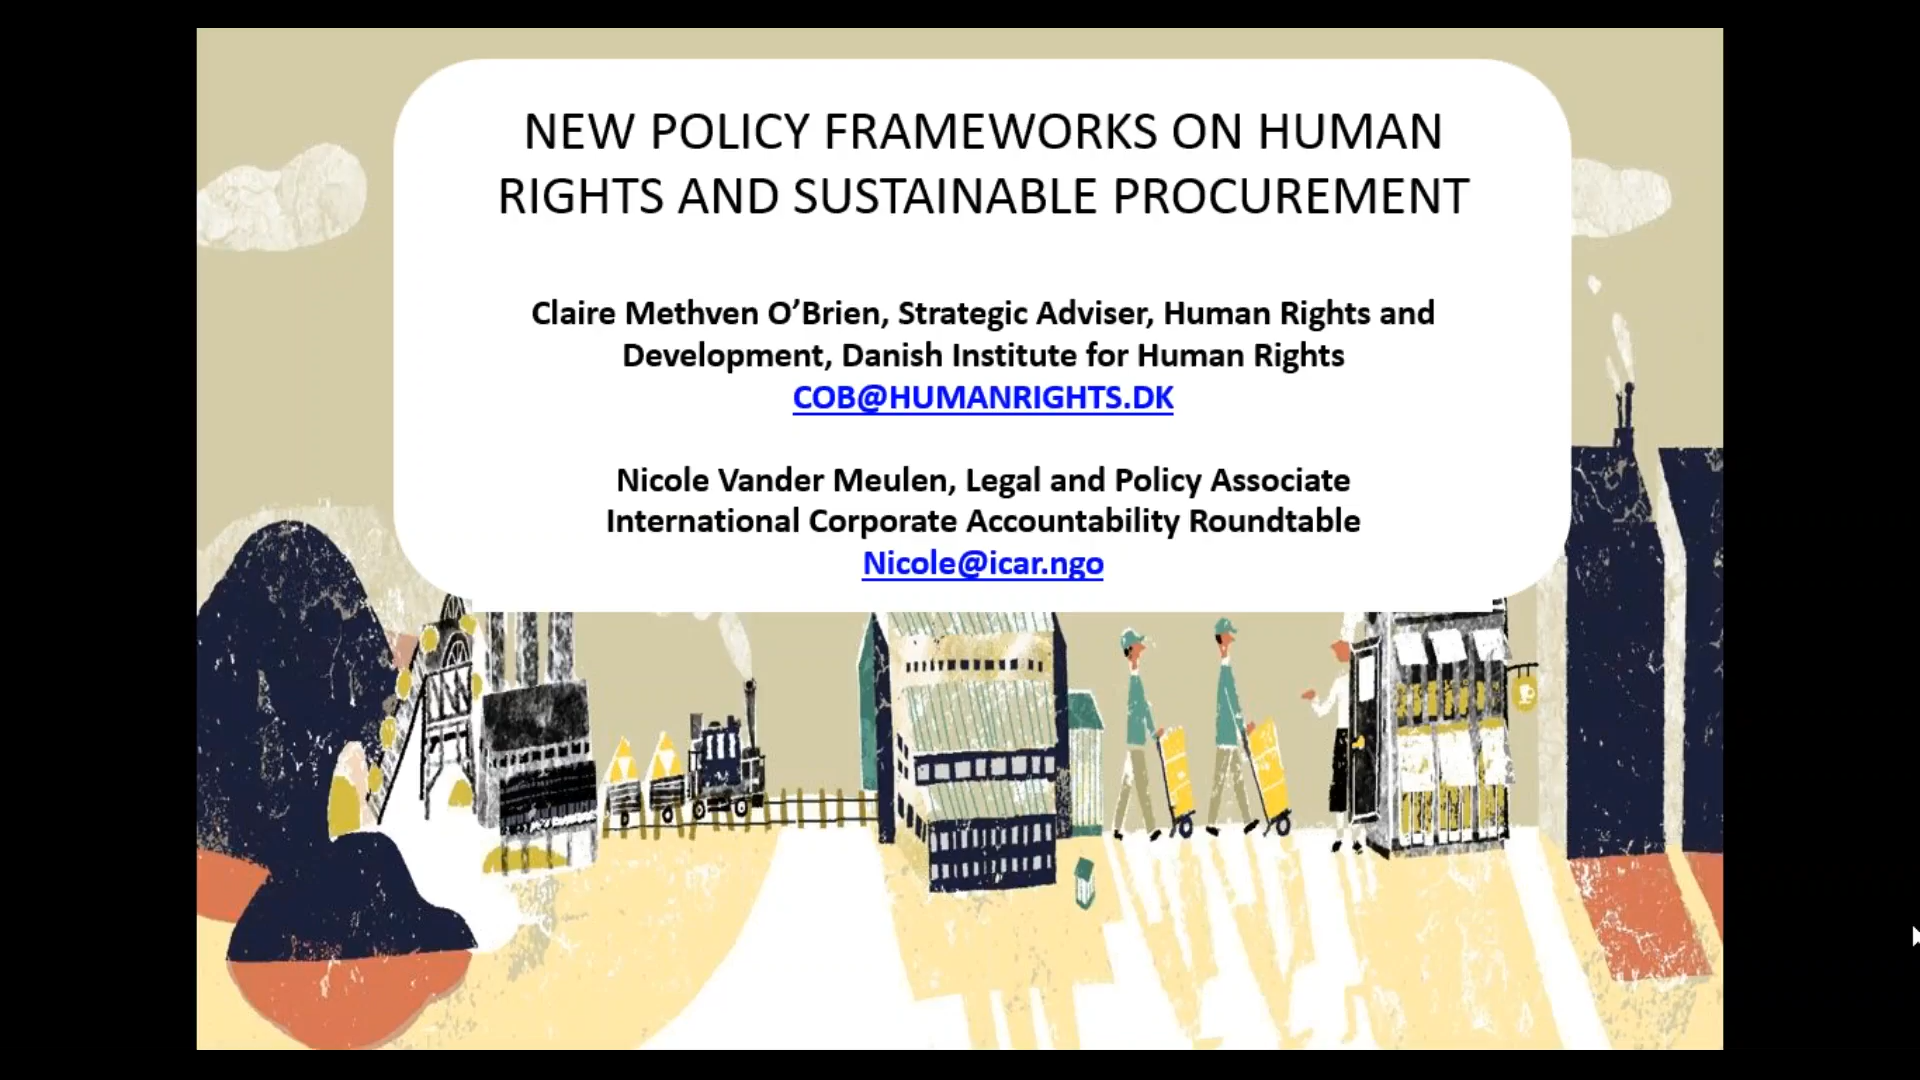 NEW POLICY FRAMEWORKS ON HUMAN
RIGHTS AND SUSTAINABLE PROCUREMENT
Claire Methven O’Brien, Strategic Adviser, Human Rights and
Development, Danish Institute for Human Rights
COB@HUMANRIGHTS.DK
Nicole Vander Meulen, Legal and Policy Associate
International Corporate Accountability Roundtable
Nicole@icar.ngo